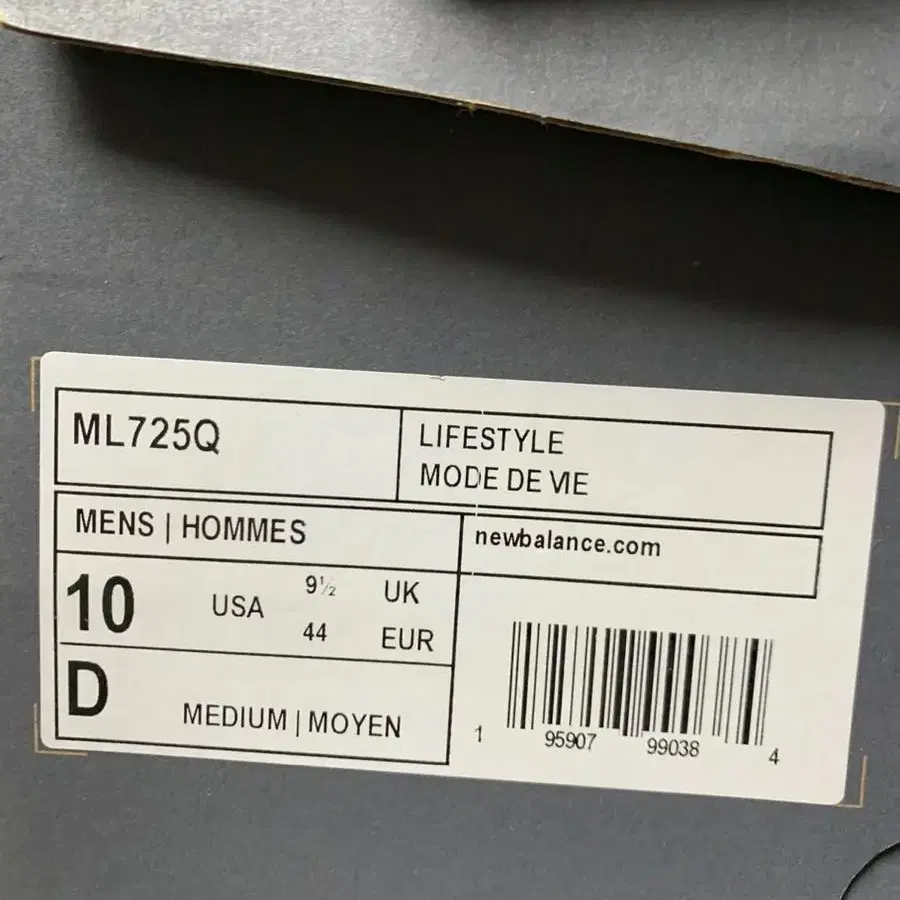 ML725Q
LIFESTYLE
MODE DE VIE
MENS | HOMMES
newbalance.com
10 USA 9½ UK
44 EUR
D MEDIUM | MOYEN
1 95907 99038 4